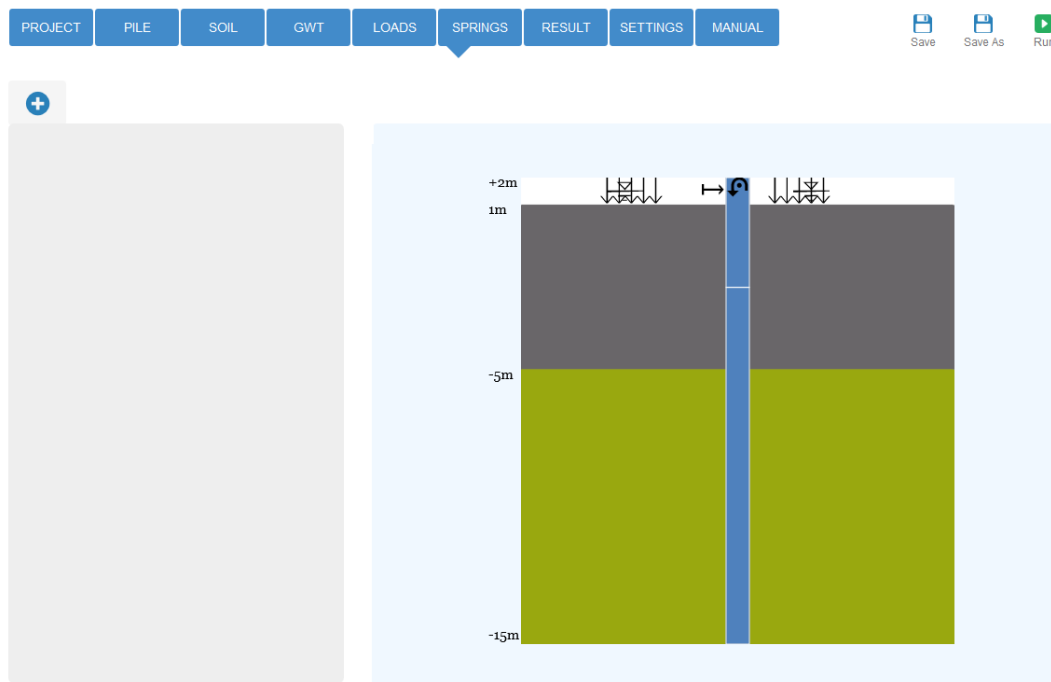 PROJECT PILE SOIL GWT LOADS SPRINGS RESULT SETTINGS MANUAL
Save Save As
+2m
1m
-5m
-15m